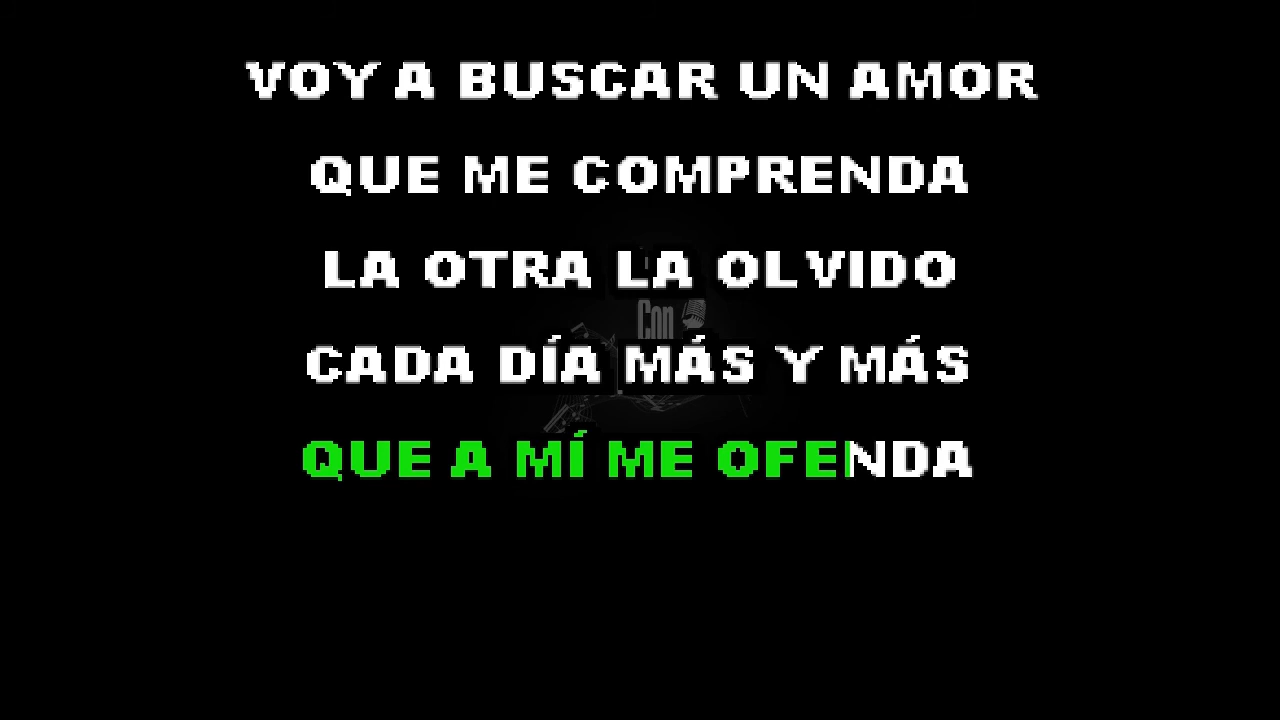 VOY A BUSCAR UN AMOR
QUE ME COMPRENDA
LA OTRA LA OLVIDO
Con
CADA DÍA MÁS Y MÁS
QUE A MÍ ME OFENDA